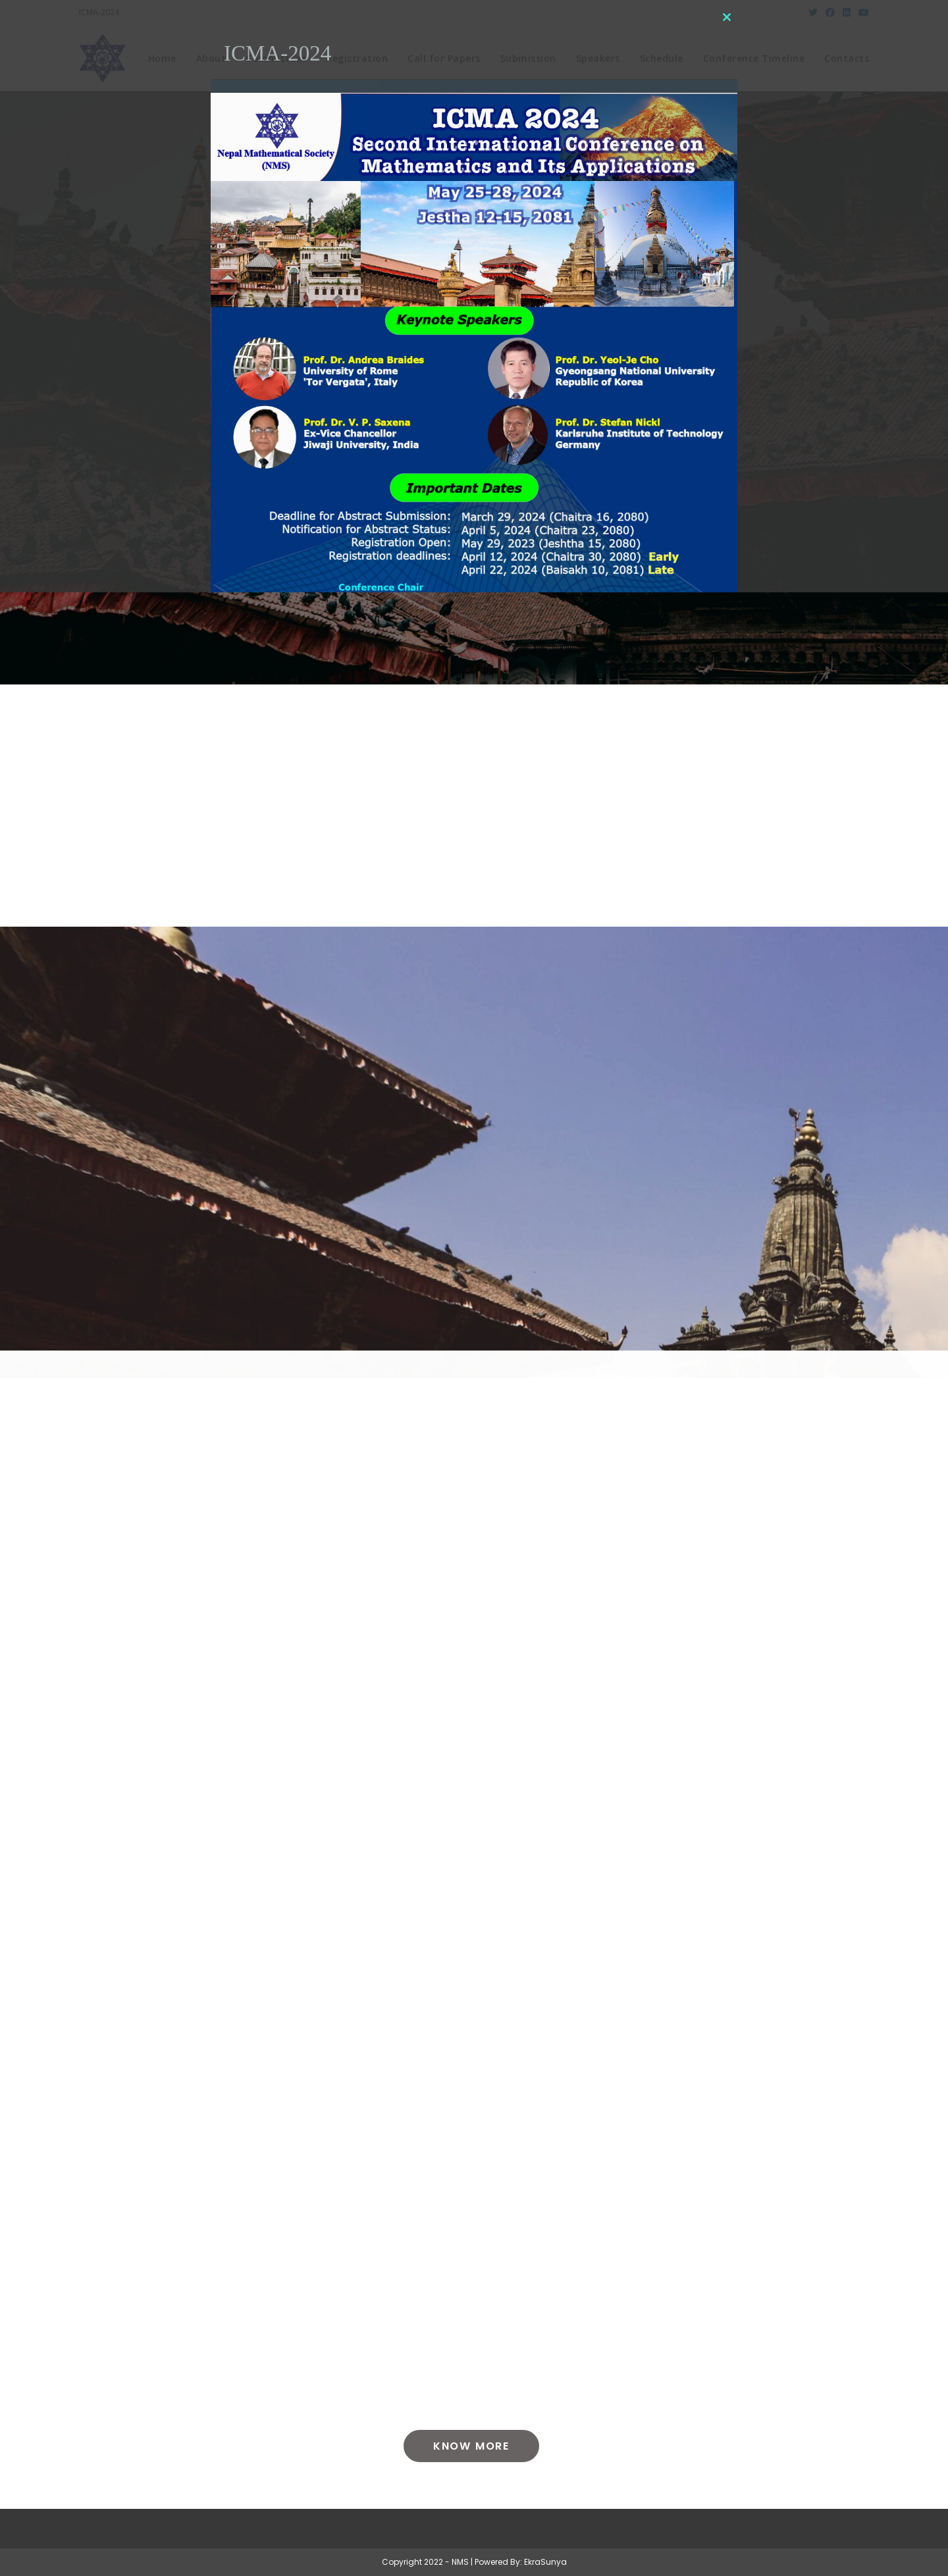 ICMA-2024
Home
About
Registration
Call for Papers
Submission
Speakers
Schedule
Conference Timeline
Contacts
ICMA-2024
Nepal Mathematical Society
(NMS)
ICMA 2024
Second International Conference on
Mathematics and Its Applications
May 25-28, 2024
Jestha 12-15, 2081
Keynote Speakers
Prof. Dr. Andrea Braides
University of Rome
'Tor Vergata', Italy
Prof. Dr. Yeol-Je Cho
Gyeongsang National University
Republic of Korea
Prof. Dr. V. P. Saxena
Ex-Vice Chancellor
Jiwaji University, India
Prof. Dr. Stefan Nickl
Karlsruhe Institute of Technology
Germany
Important Dates
Deadline for Abstract Submission: March 29, 2024 (Chaitra 16, 2080)
Notification for Abstract Status: April 5, 2024 (Chaitra 23, 2080)
Registration Open: May 29, 2023 (Jeshtha 15, 2080)
Registration deadlines: April 12, 2024 (Chaitra 30, 2080) Early
April 22, 2024 (Baisakh 10, 2081) Late
Conference Chair
KNOW MORE
Copyright 2022 - NMS | Powered By: EkraSunya